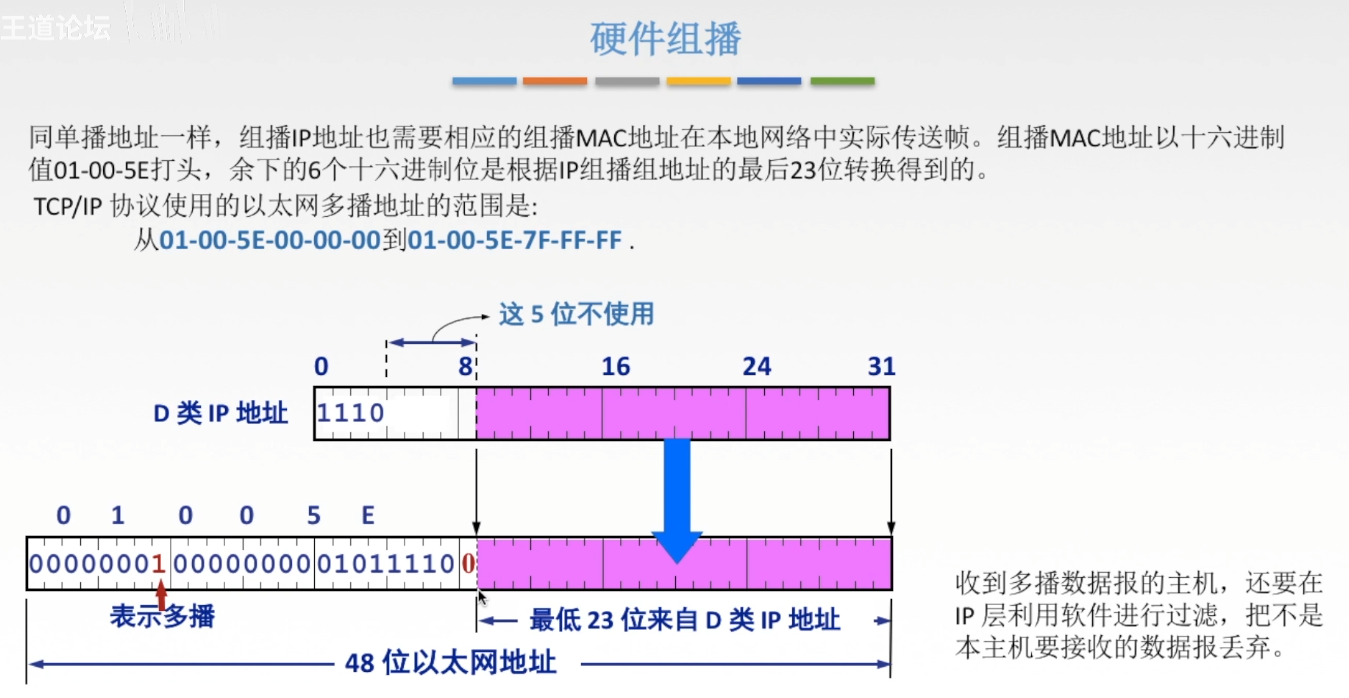 王道论坛
硬件组播
同单播地址一样，组播IP地址也需要相应的组播MAC地址在本地网络中实际传送帧。组播MAC地址以十六进制
值01-00-5E打头，余下的6个十六进制位是根据IP组播组地址的最后23位转换得到的。
TCP/IP 协议使用的以太网多播地址的范围是:
从01-00-5E-00-00-00到01-00-5E-7F-FF-FF .
这 5 位不使用
0 8 16 24 31
D 类 IP 地址 1110
0 1 0 0 5 E
00000001 00000000 01011110 0
表示多播
最低 23 位来自 D 类 IP 地址
48 位以太网地址
收到多播数据报的主机，还要在
IP 层利用软件进行过滤，把不是
本主机要接收的数据报丢弃。